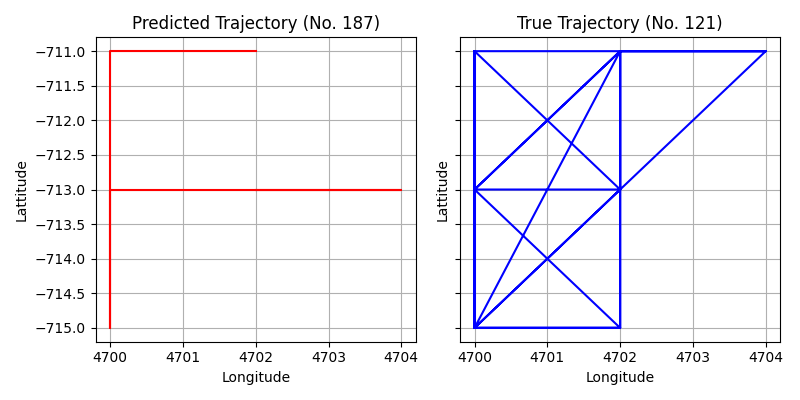 Predicted Trajectory (No. 187)
Lattitude
−711.0
−711.5
−712.0
−712.5
−713.0
−713.5
−714.0
−714.5
−715.0
4700 4701 4702 4703 4704
Longitude
True Trajectory (No. 121)
Lattitude
4700 4701 4702 4703 4704
Longitude